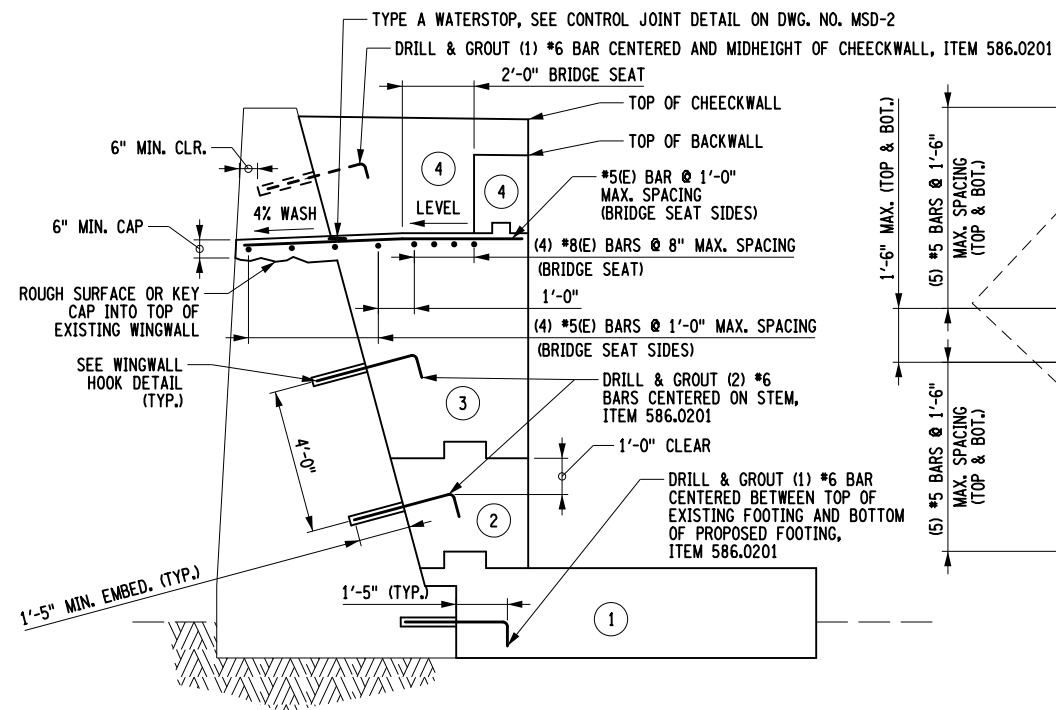 TYPE A WATERSTOP, SEE CONTROL JOINT DETAIL ON DWG. NO. MSD-2
DRILL & GROUT (1) #6 BAR CENTERED AND MIDHEIGHT OF CHEECKWALL, ITEM 586.0201
2'-0" BRIDGE SEAT
TOP OF CHEECKWALL
TOP OF BACKWALL
6" MIN. CLR.
4
4
#5(E) BAR @ 1'-0"
MAX. SPACING
(BRIDGE SEAT SIDES)
4% WASH
LEVEL
6" MIN. CAP
(4) #8(E) BARS @ 8" MAX. SPACING
(BRIDGE SEAT)
ROUGH SURFACE OR KEY
CAP INTO TOP OF
EXISTING WINGWALL
1'-0"
(4) #5(E) BARS @ 1'-0" MAX. SPACING
(BRIDGE SEAT SIDES)
SEE WINGWALL
HOOK DETAIL
(TYP.)
DRILL & GROUT (2) #6
BARS CENTERED ON STEM,
ITEM 586.0201
3
4'-0"
1'-0" CLEAR
DRILL & GROUT (1) #6 BAR
CENTERED BETWEEN TOP OF
EXISTING FOOTING AND BOTTOM
OF PROPOSED FOOTING,
ITEM 586.0201
2
1'-5" MIN. EMBED. (TYP.)
1'-5" (TYP.)
1
1'-6" MAX. (TOP & BOT.)
(5) #5 BARS @ 1'-6"
MAX. SPACING
(TOP & BOT.)
(5) #5 BARS @ 1'-6"
MAX. SPACING
(TOP & BOT.)